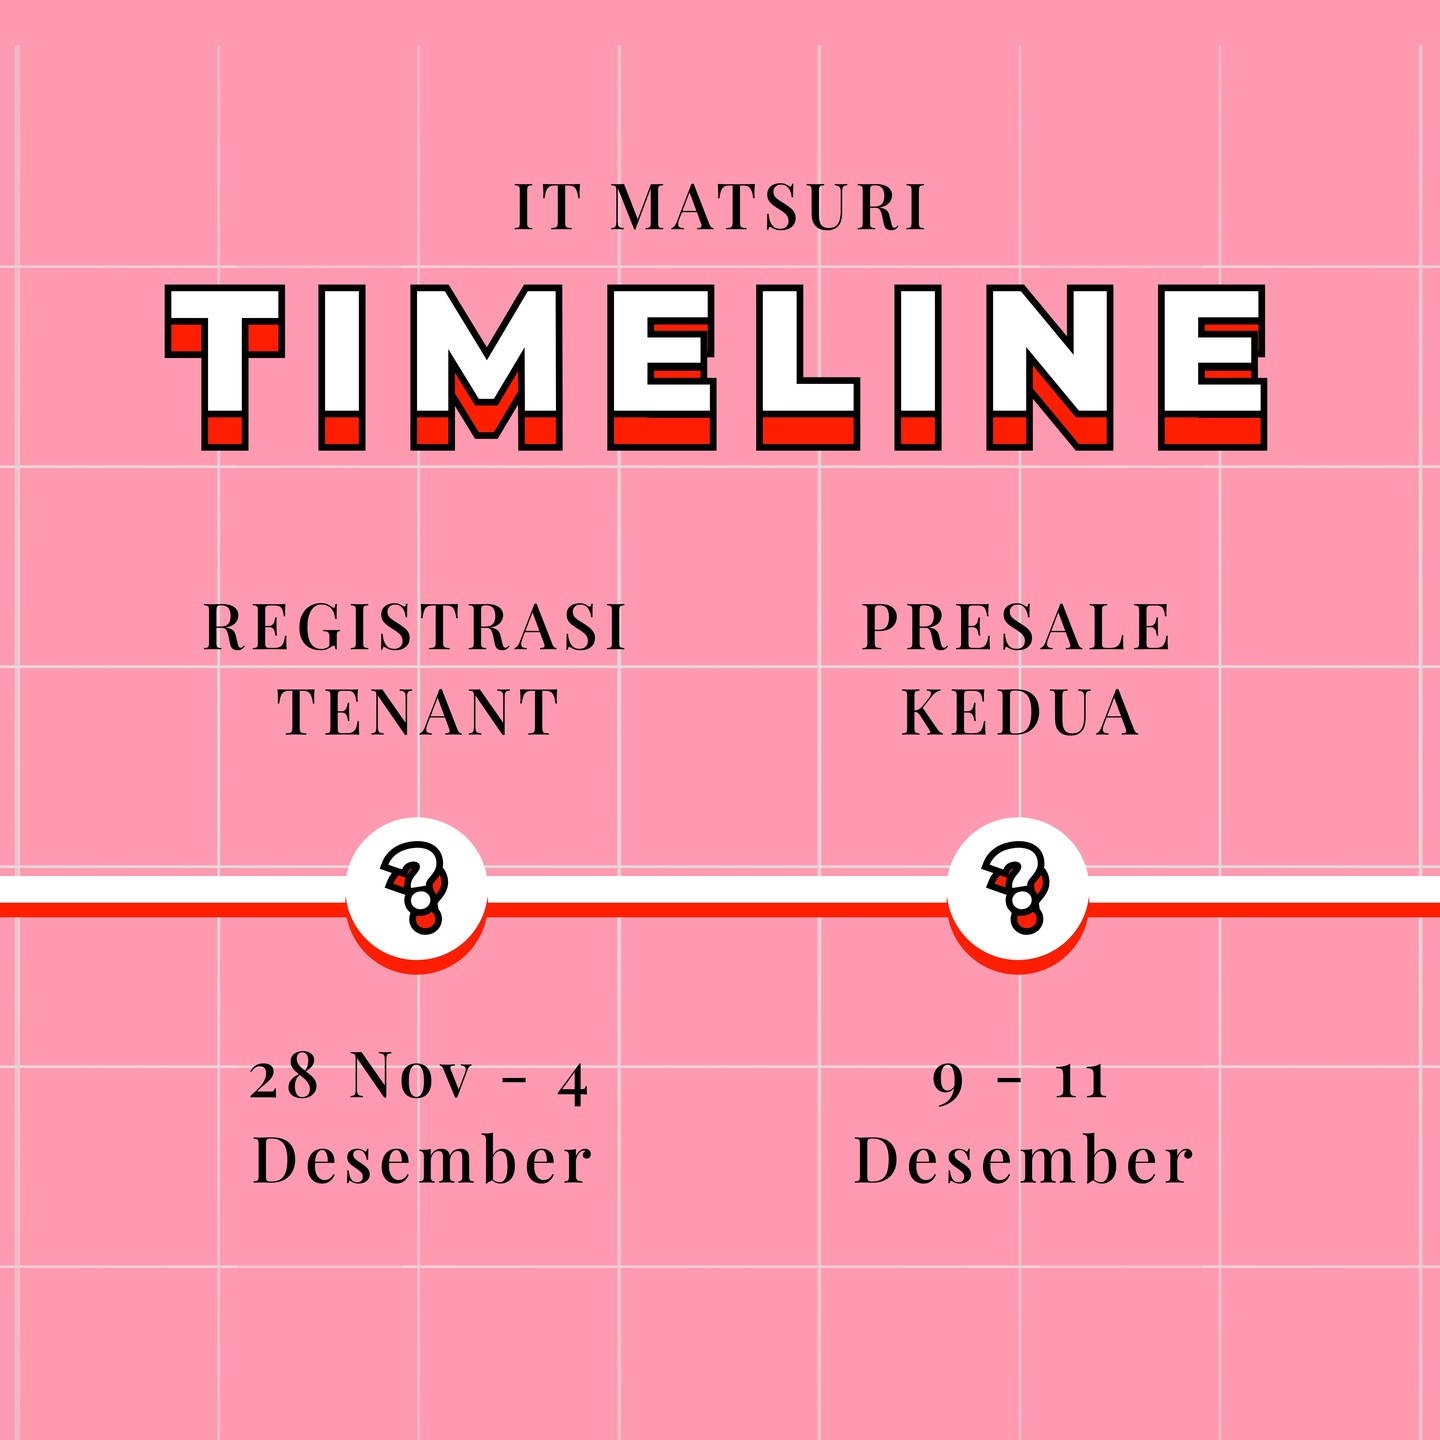 IT MATSURI
TIMELINE
REGISTRASI
TENANT
PRESALE
KEDUA
?
?
28 Nov - 4
Desember
9 - 11
Desember